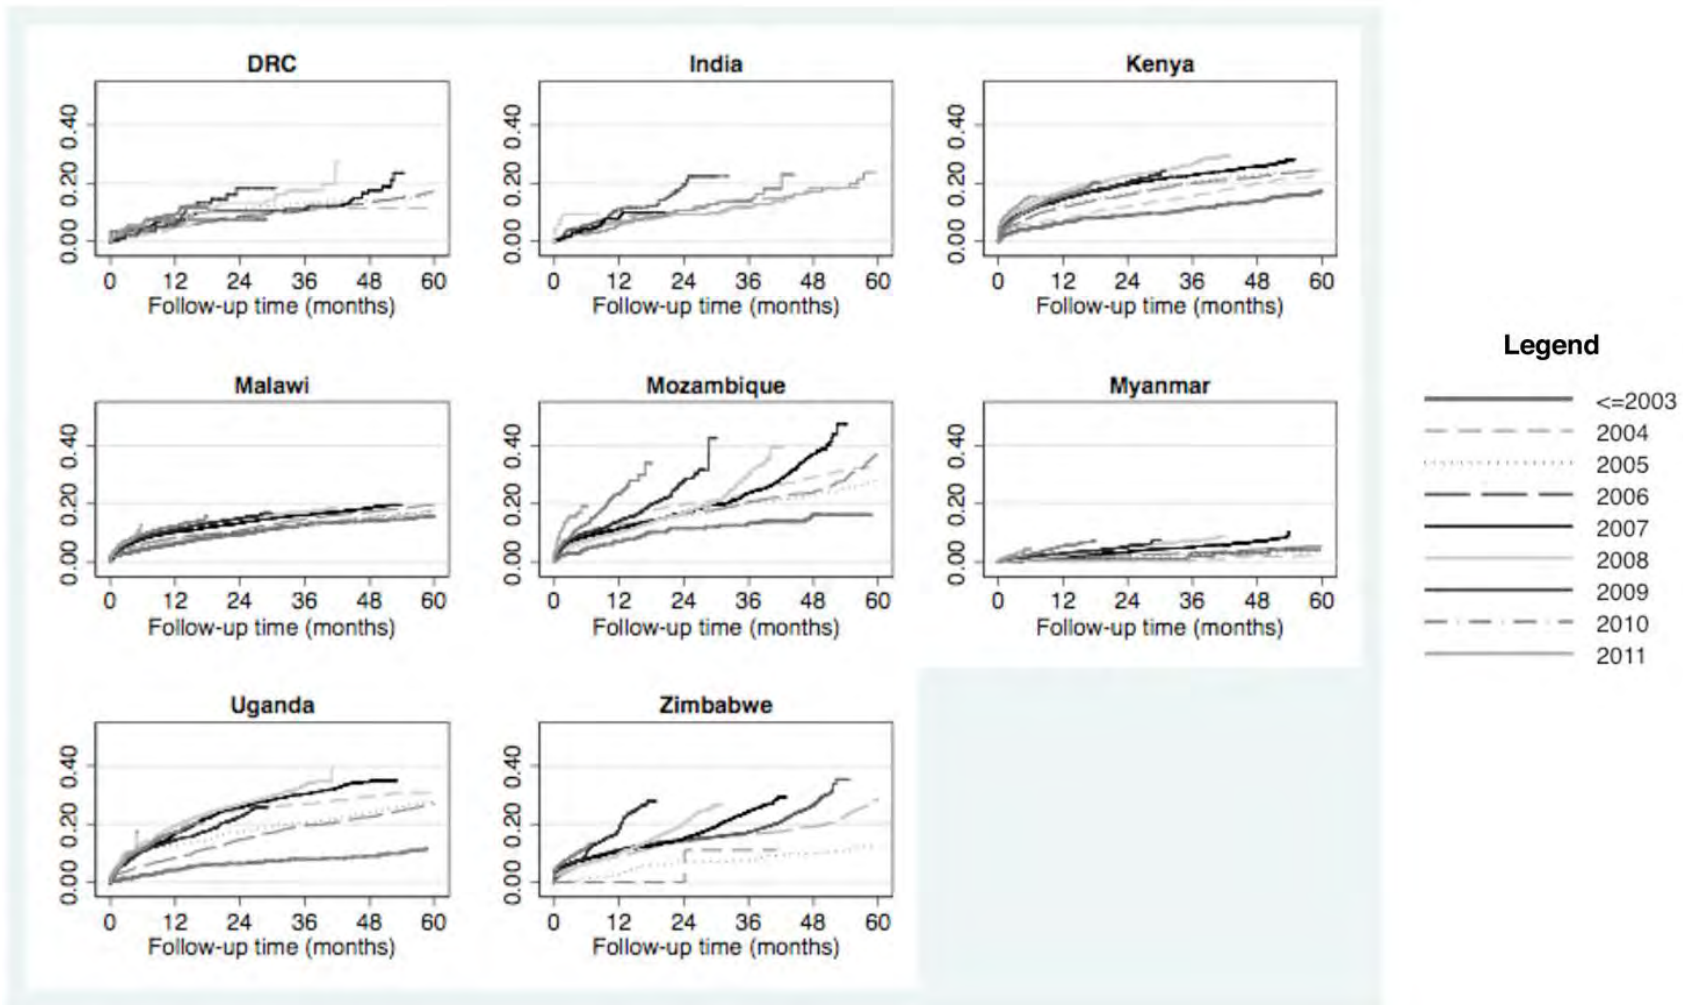 DRC
0.40
0.20
0.00
0 12 24 36 48 60
Follow-up time (months)
India
0.40
0.20
0.00
0 12 24 36 48 60
Follow-up time (months)
Kenya
0.40
0.20
0.00
0 12 24 36 48 60
Follow-up time (months)
Malawi
0.40
0.20
0.00
0 12 24 36 48 60
Follow-up time (months)
Mozambique
0.40
0.20
0.00
0 12 24 36 48 60
Follow-up time (months)
Myanmar
0.40
0.20
0.00
0 12 24 36 48 60
Follow-up time (months)
Uganda
0.40
0.20
0.00
0 12 24 36 48 60
Follow-up time (months)
Zimbabwe
0.40
0.20
0.00
0 12 24 36 48 60
Follow-up time (months)
Legend
<=2003
2004
2005
2006
2007
2008
2009
2010
2011